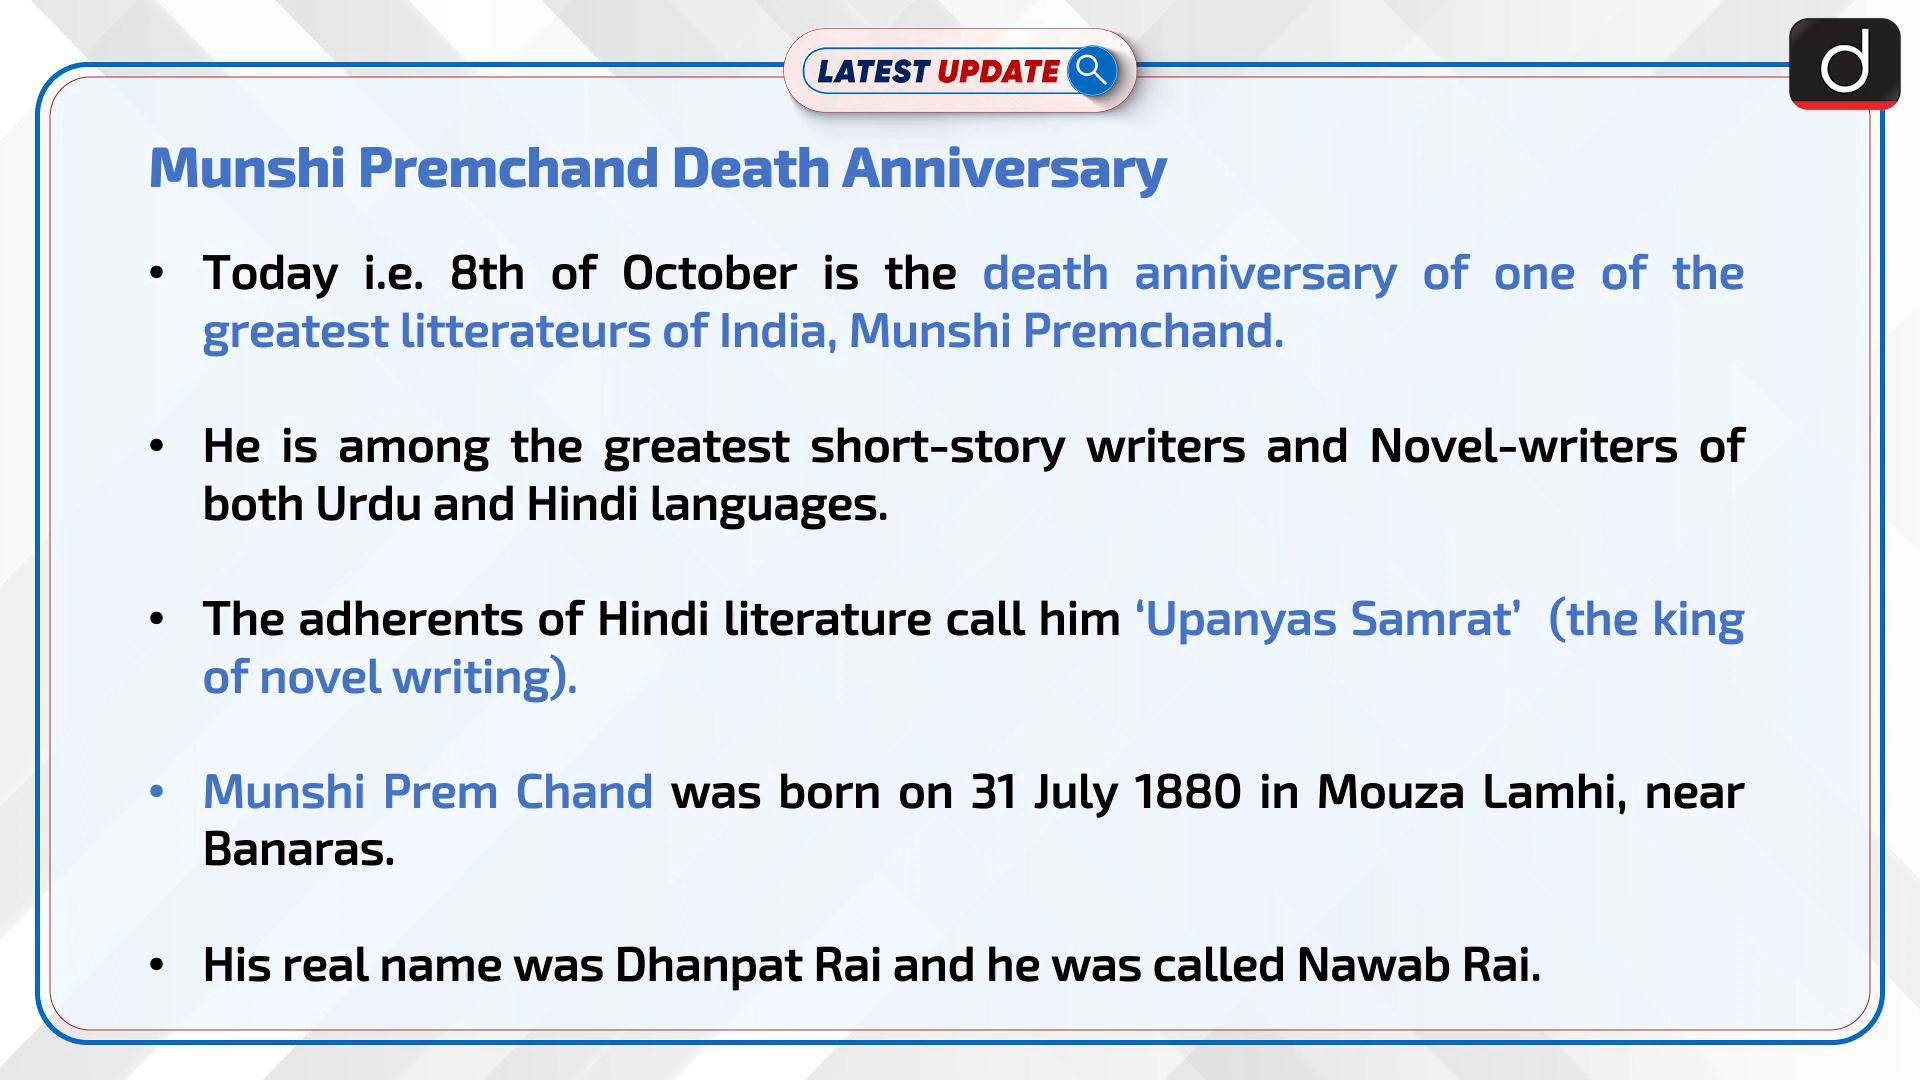 LATEST UPDATE
d
Munshi Premchand Death Anniversary
• Today i.e. 8th of October is the death anniversary of one of the
greatest litterateurs of India, Munshi Premchand.
• He is among the greatest short-story writers and Novel-writers of
both Urdu and Hindi languages.
• The adherents of Hindi literature call him ‘Upanyas Samrat’ (the king
of novel writing).
• Munshi Prem Chand was born on 31 July 1880 in Mouza Lamhi, near
Banaras.
• His real name was Dhanpat Rai and he was called Nawab Rai.